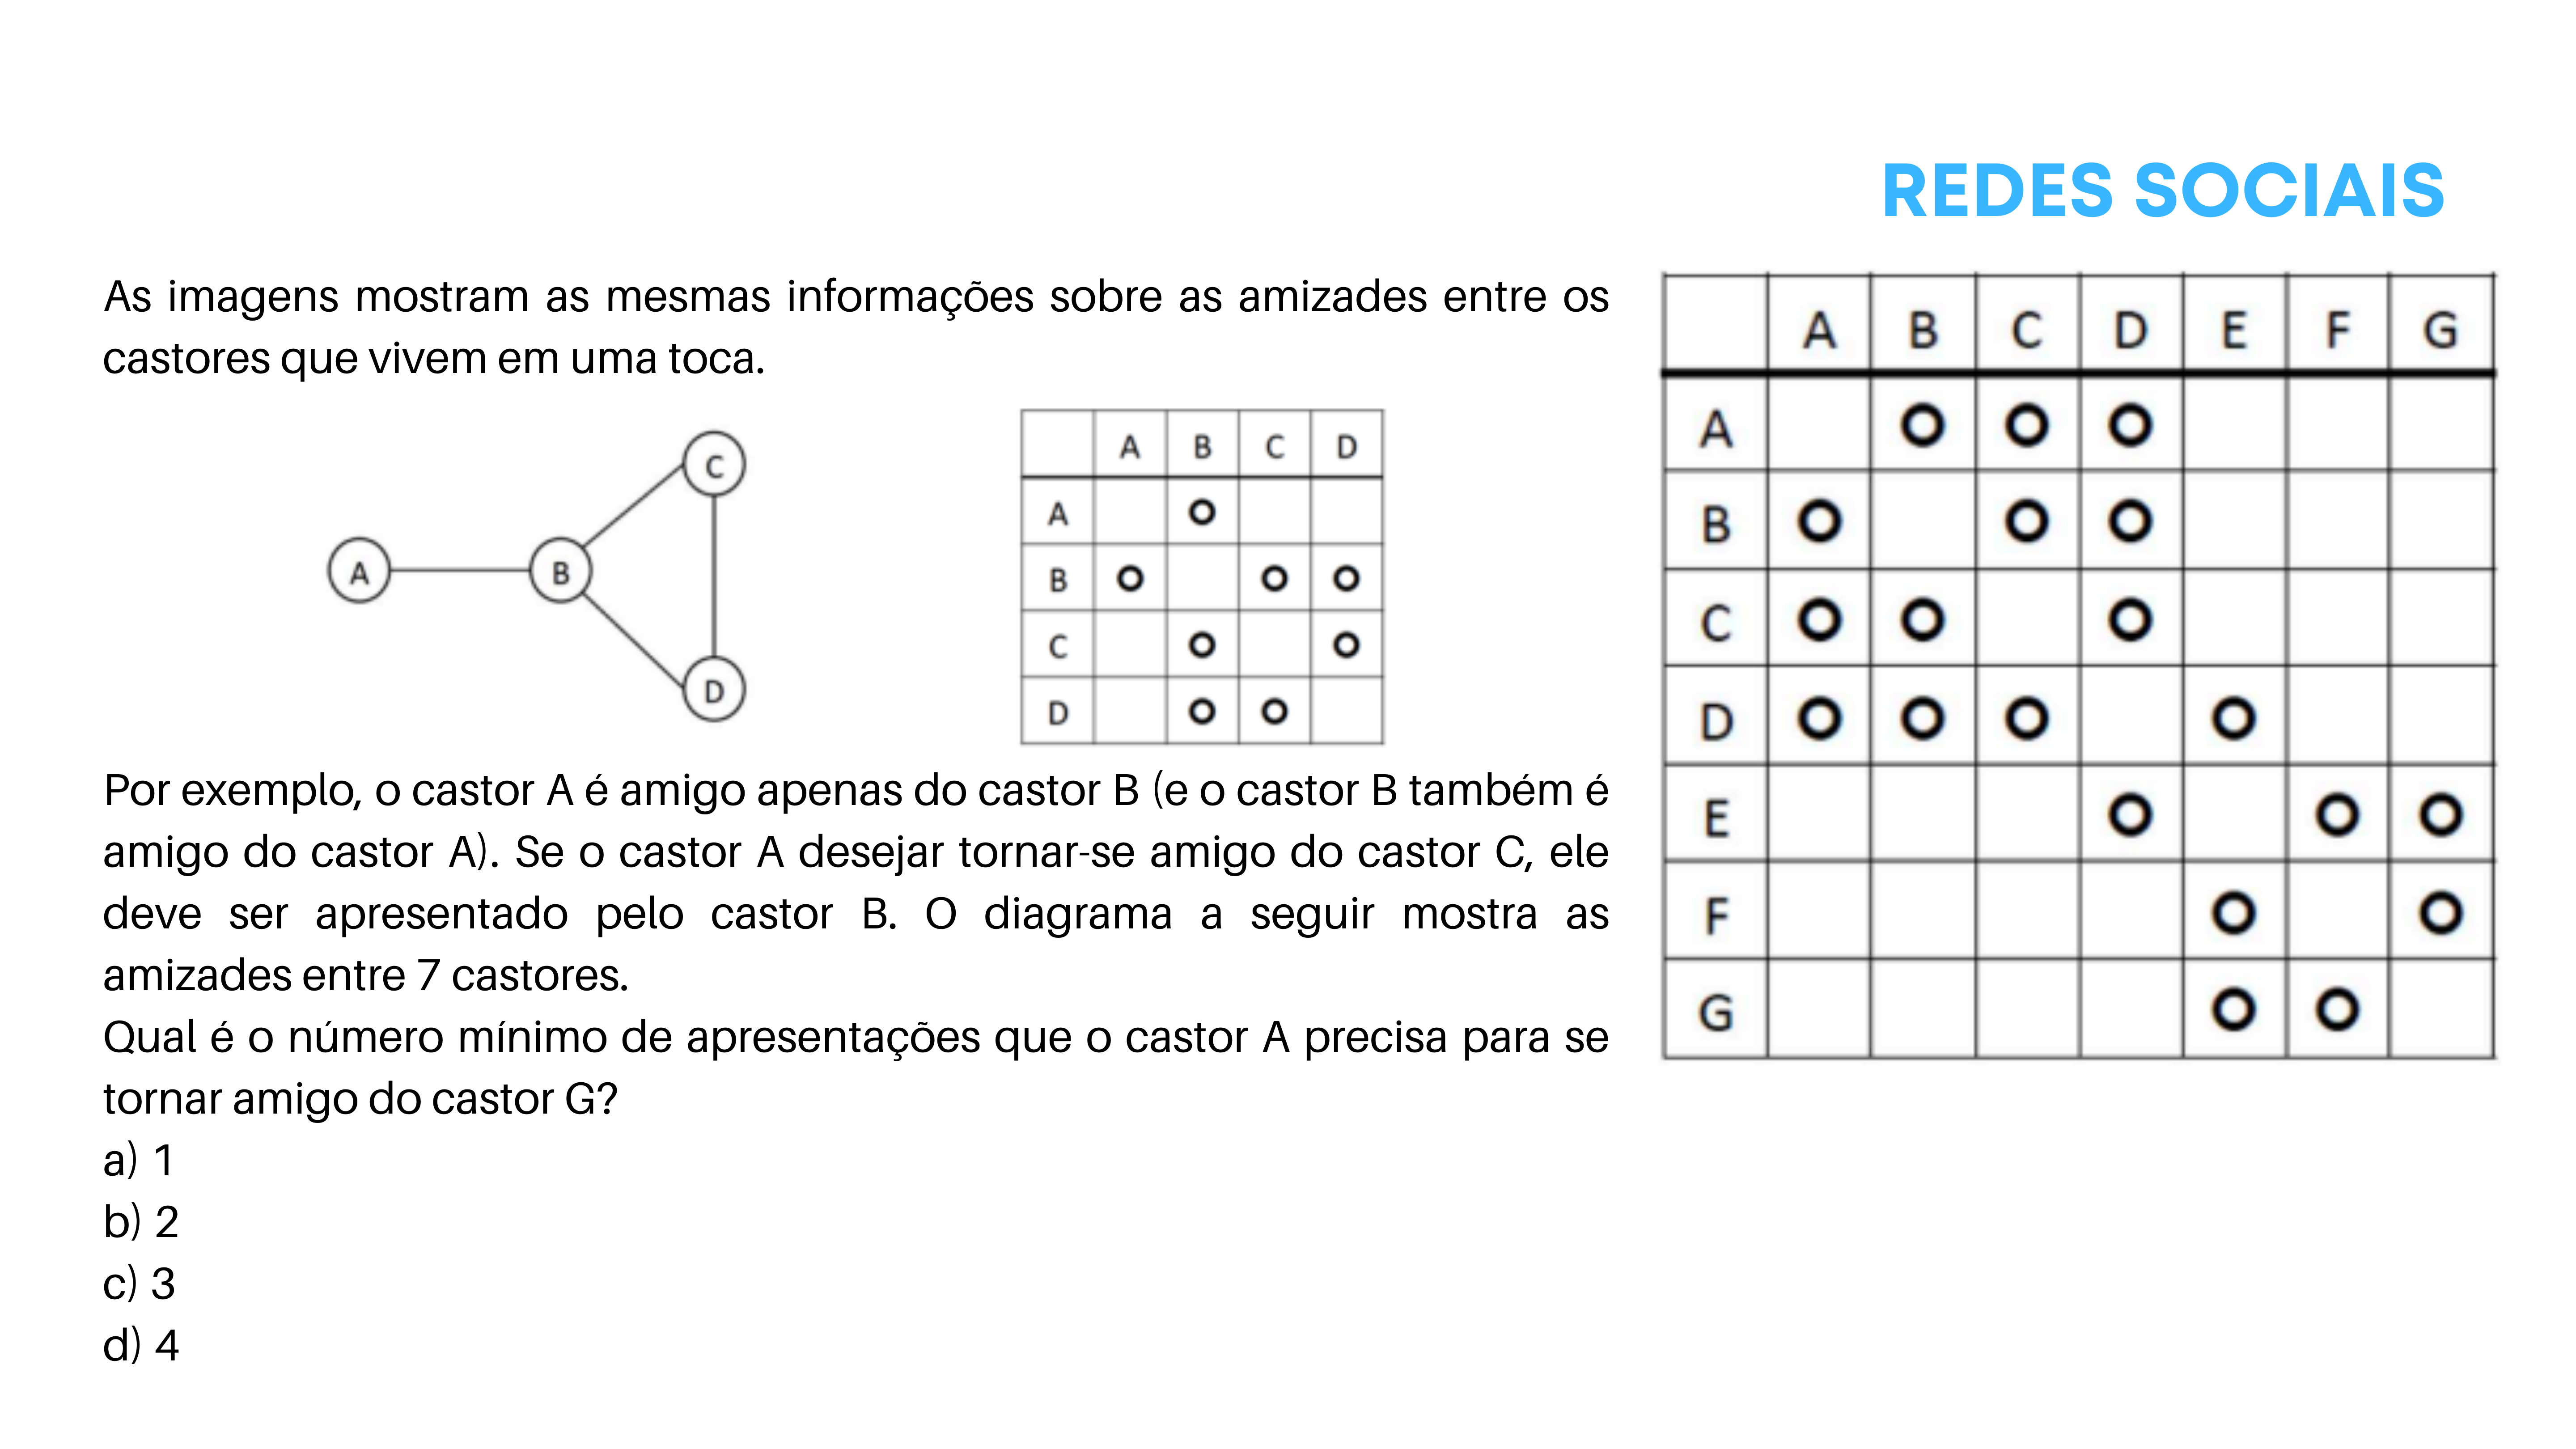 REDES SOCIAIS
As imagens mostram as mesmas informações sobre as amizades entre os
castores que vivem em uma toca.
A B C D
A B C D
A O
B O O O
C O O
D O O
Por exemplo, o castor A é amigo apenas do castor B (e o castor B também é
amigo do castor A). Se o castor A desejar tornar-se amigo do castor C, ele
deve ser apresentado pelo castor B. O diagrama a seguir mostra as
amizades entre 7 castores.
Qual é o número mínimo de apresentações que o castor A precisa para se
tornar amigo do castor G?
a) 1
b) 2
c) 3
d) 4
A B C D E F G
A O O O
B O O O
C O O O
D O O O O
E O O O
F O O
G O O